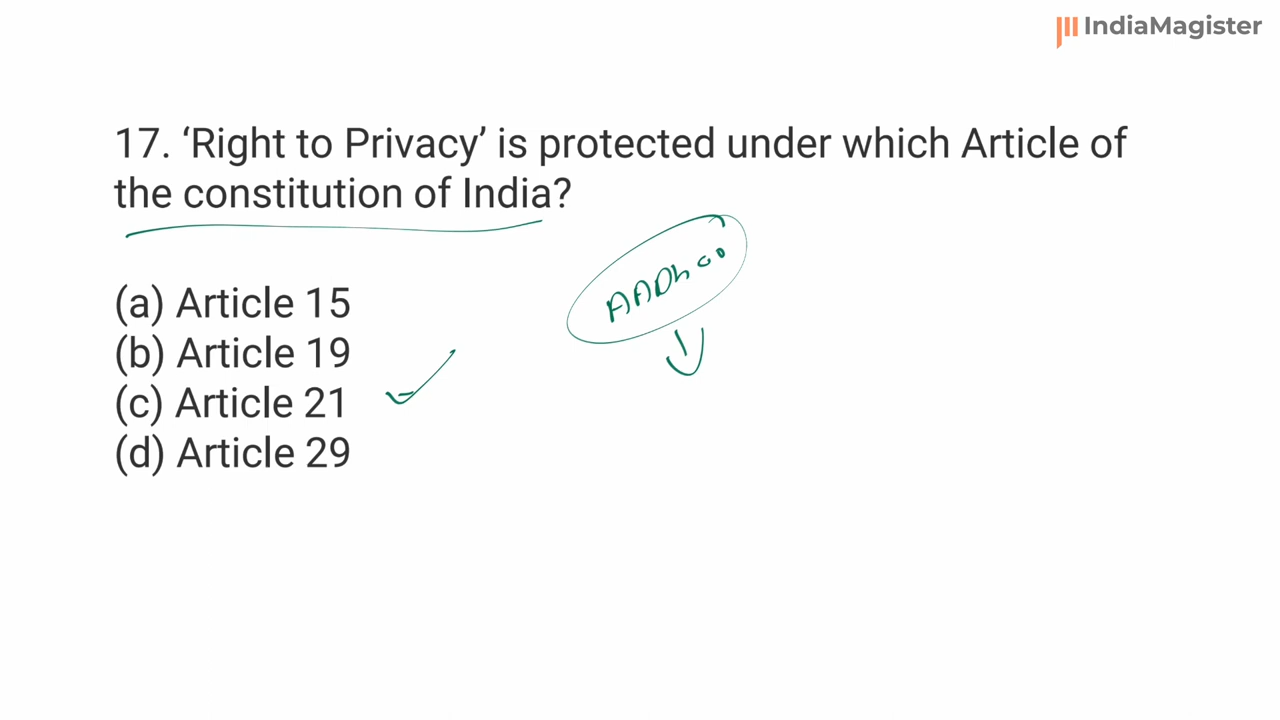 IndiaMagister
17. ‘Right to Privacy’ is protected under which Article of
the constitution of India?
AADhaar
(a) Article 15
(b) Article 19
(c) Article 21
(d) Article 29